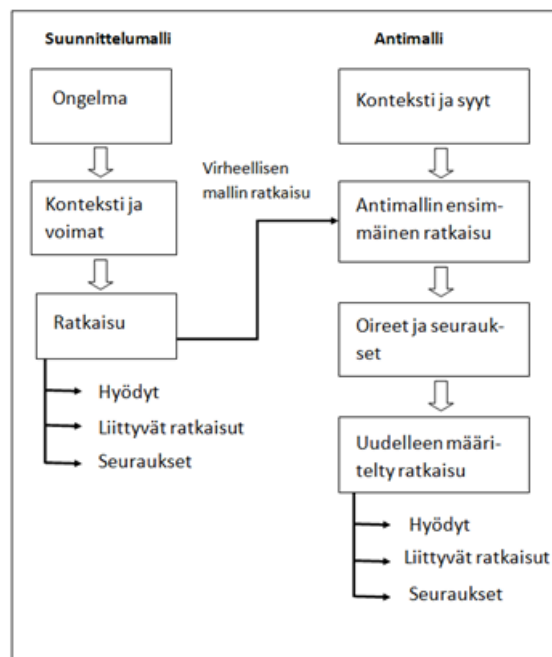 Suunnittelumalli
Ongelma
Konteksti ja
voimat
Ratkaisu
Hyödyt
Liittyvät ratkaisut
Seuraukset
Virheellisen
mallin ratkaisu
Antimalli
Konteksti ja syyt
Antimallin ensim-
mäinen ratkaisu
Oireet ja seurauk-
set
Uudelleen määri-
telty ratkaisu
Hyödyt
Liittyvät ratkaisut
Seuraukset